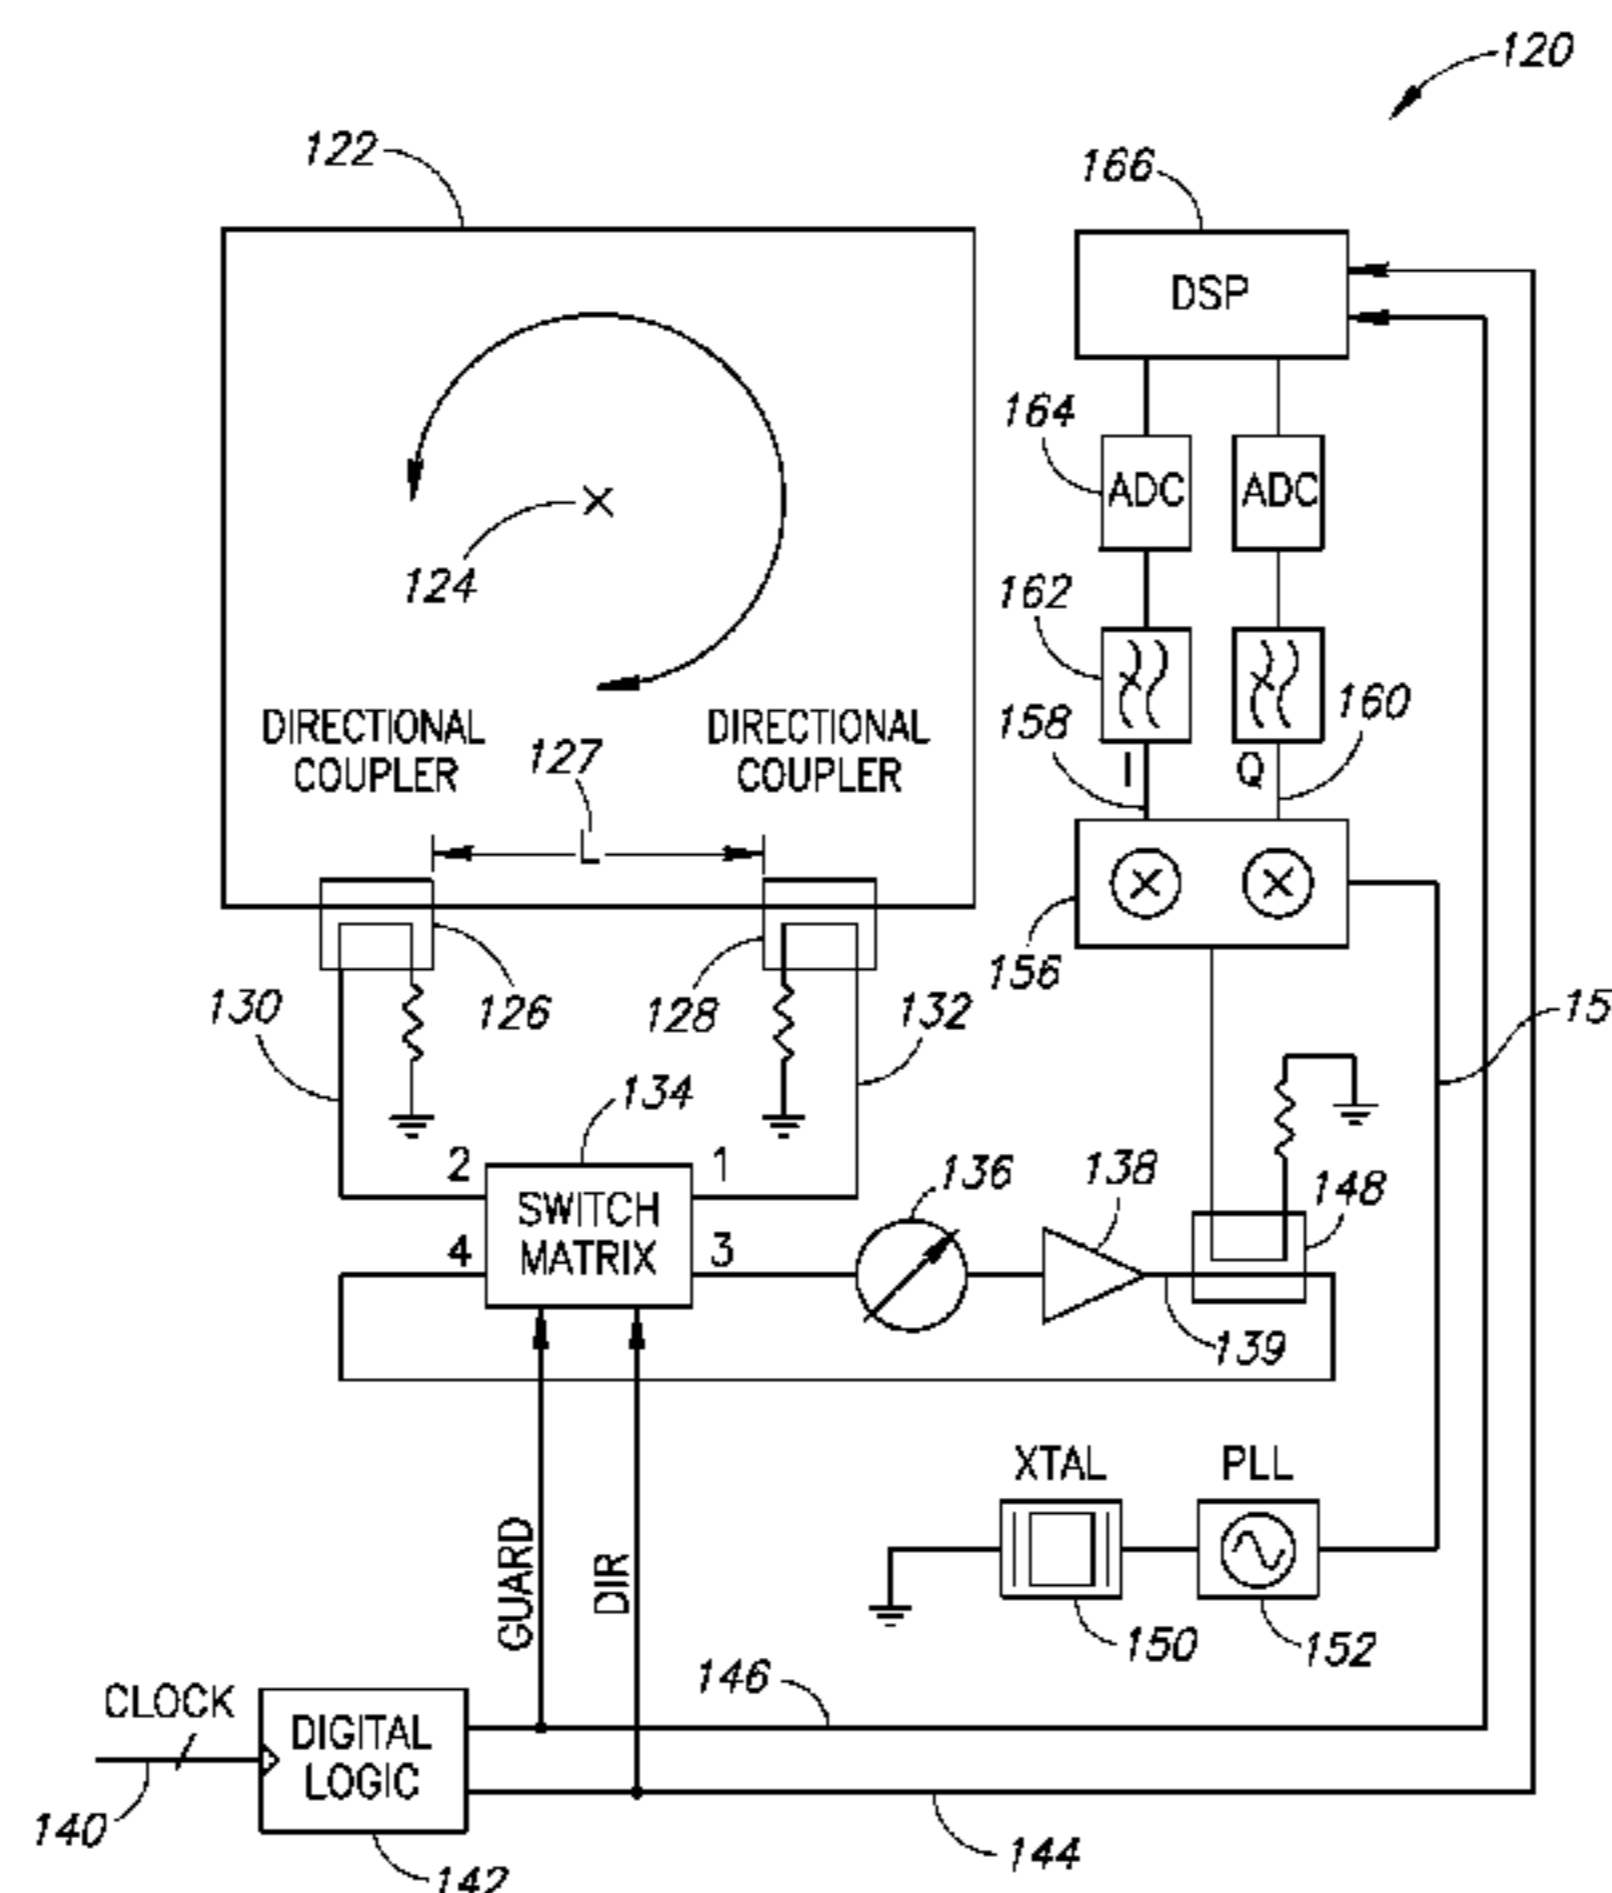 120
122
166
DSP
164
ADC
ADC
124
162
158
160
DIRECTIONAL
COUPLER
127
DIRECTIONAL
COUPLER
I
Q
L
156
130
126
128
132
15
134
2
1
SWITCH
MATRIX
4
3
136
138
148
139
XTAL
PLL
GUARD
DIR
150
152
146
CLOCK
DIGITAL
LOGIC
140
142
144